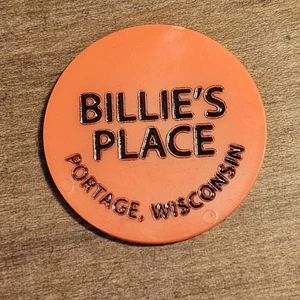 BILLIE'S
PLACE
PORTAGE, WISCONSIN